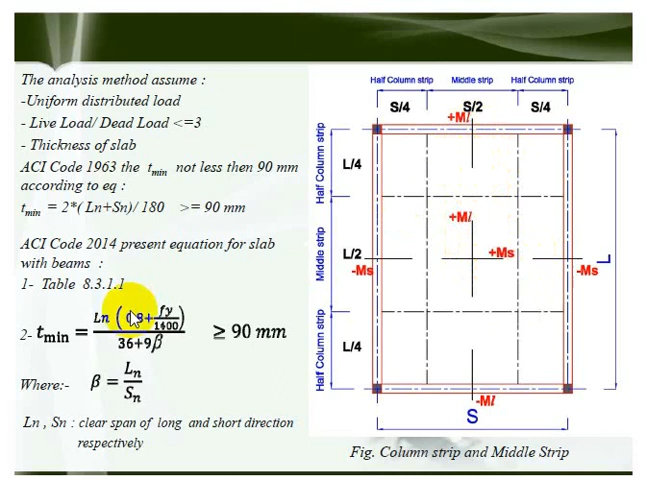 The analysis method assume :
-Uniform distributed load
- Live Load/ Dead Load <=3
- Thickness of slab
ACI Code 1963 the tmin not less then 90 mm
according to eq :
tmin = 2*( Ln+Sn)/ 180 >= 90 mm
ACI Code 2014 present equation for slab
with beams :
1- Table 8.3.1.1
2- tmin = Ln ( 8+ fy/1400) / 36+9β ≥ 90 mm
Where:- β = Ln/Sn
Ln , Sn : clear span of long and short direction
respectively
Half Column strip Middle strip Half Column strip
S/4 S/2 S/4
+Ml
Half Column strip
L/4
+Ml
+Ms
Middle strip
L/2
-Ms
-Ms
L
Half Column strip
L/4
-Ml
S
Fig. Column strip and Middle Strip